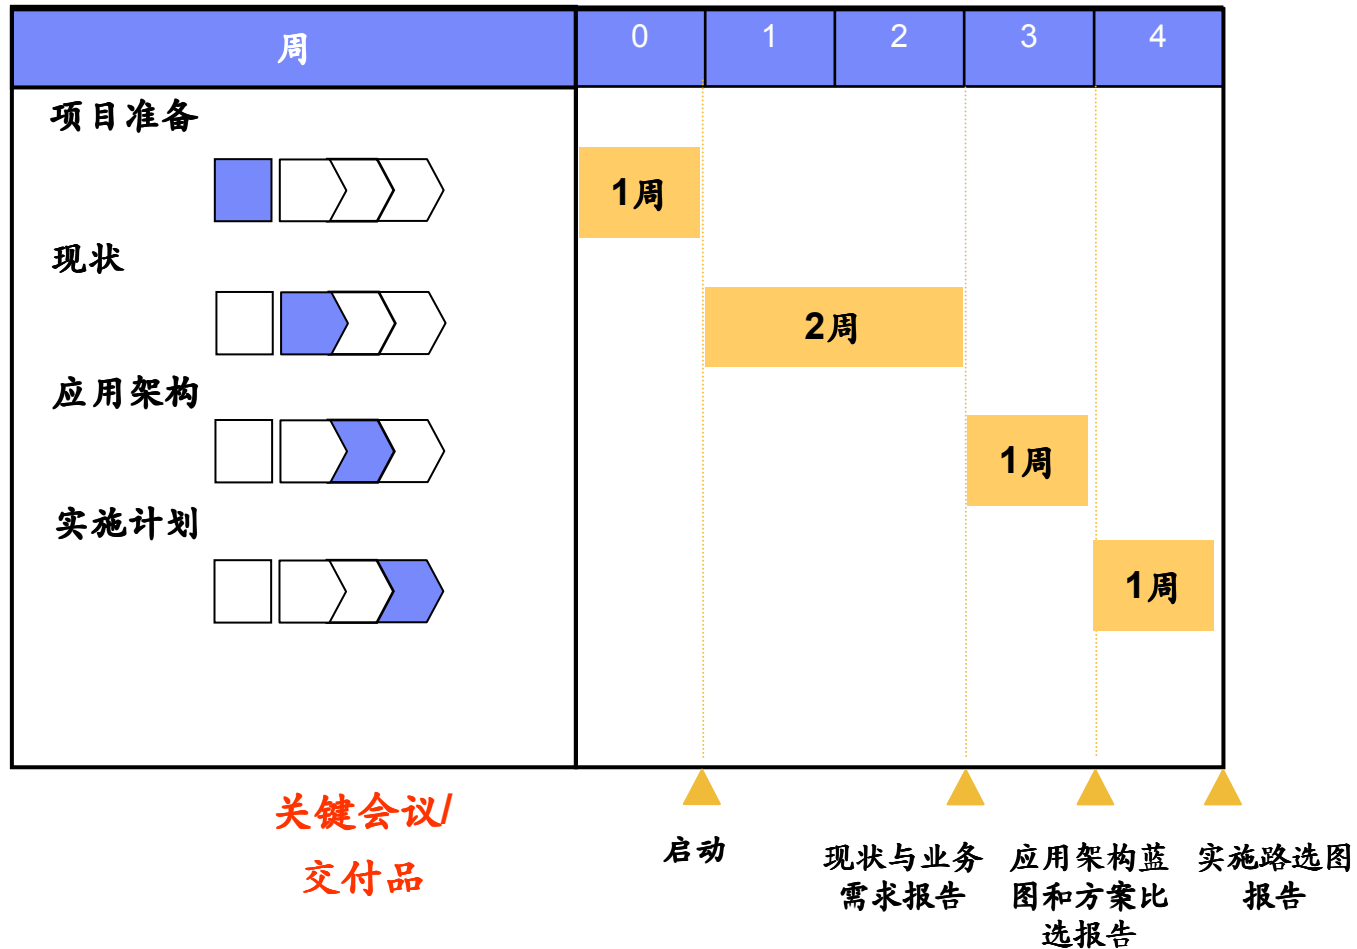 周 0 1 2 3 4
项目准备
1周
现状
2周
应用架构
1周
实施计划
1周
关键会议/
交付品
启动
现状与业务
需求报告
应用架构蓝
图和方案比
选报告
实施路选图
报告